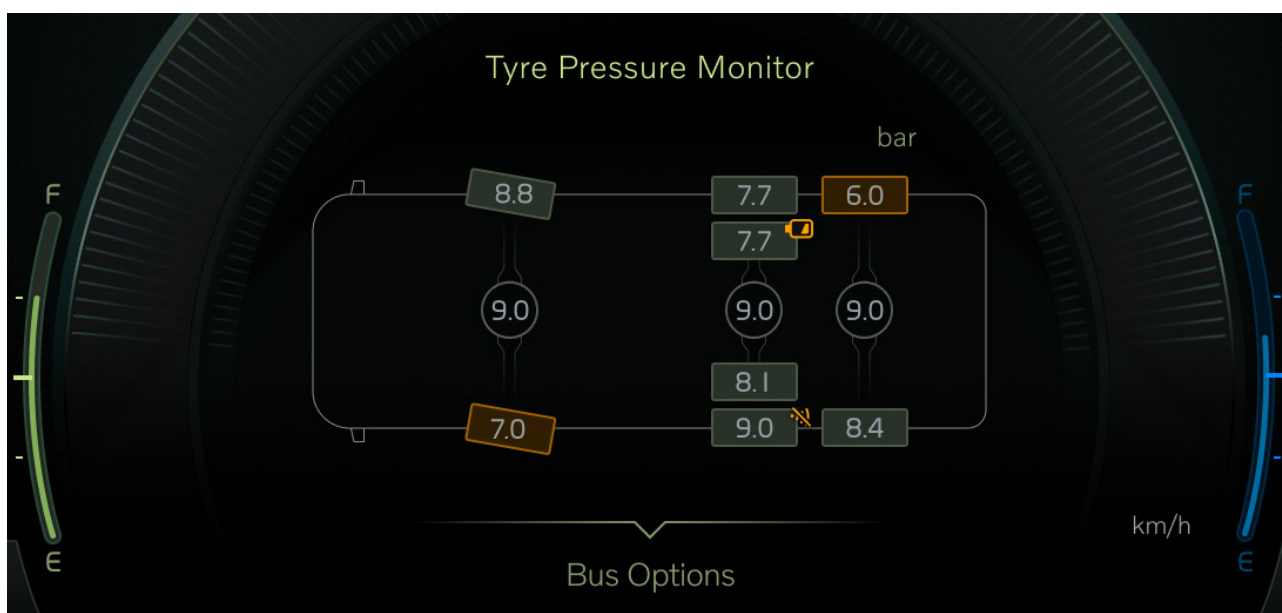 Tyre Pressure Monitor
bar
F
F
8.8 7.7 6.0
7.7
9.0 9.0 9.0
8.1
7.0 9.0 8.4
km/h
E
E
Bus Options